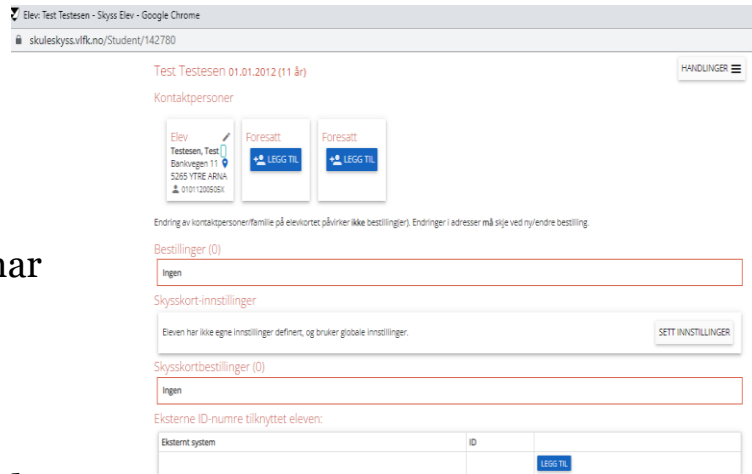 Elev: Test Testesen - Skyss Elev - Google Chrome
skuleskyss.vlfk.no/Student/142780
Test Testesen 01.01.2012 (11 år)
HANDLINGER
Kontaktpersoner
Elev
Testesen, Test
Bankvegen 11
5265 YTRE ARNA
01011200505X
Foresatt
LEGG TIL
Foresatt
LEGG TIL
Endring av kontaktpersoner/familie på elevkortet påvirker ikke bestilling(er). Endringer i adresser må skje ved ny/endre bestilling.
Bestillinger (0)
Ingen
Skysskort-innstillinger
Eleven har ikke egne innstillinger definert, og bruker globale innstillinger.
SETT INNSTILLINGER
Skysskortbestillinger (0)
Ingen
Eksterne ID-numre tilknyttet eleven:
Eksternt system
ID
LEGG TIL